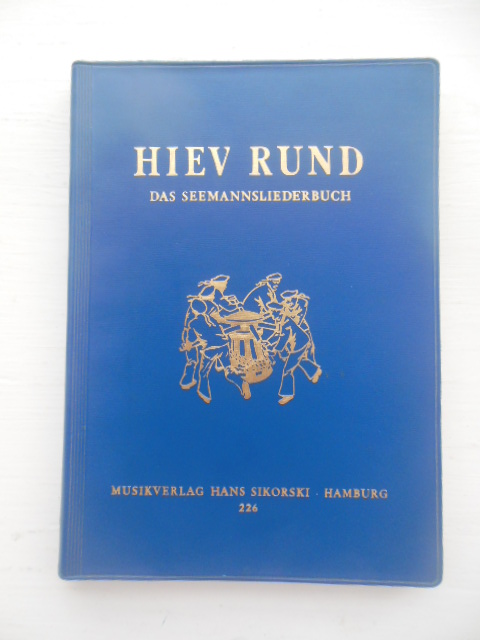 HIEV RUND
DAS SEEMANNSLIEDERBUCH
MUSIKVERLAG HANS SIKORSKI · HAMBURG
226